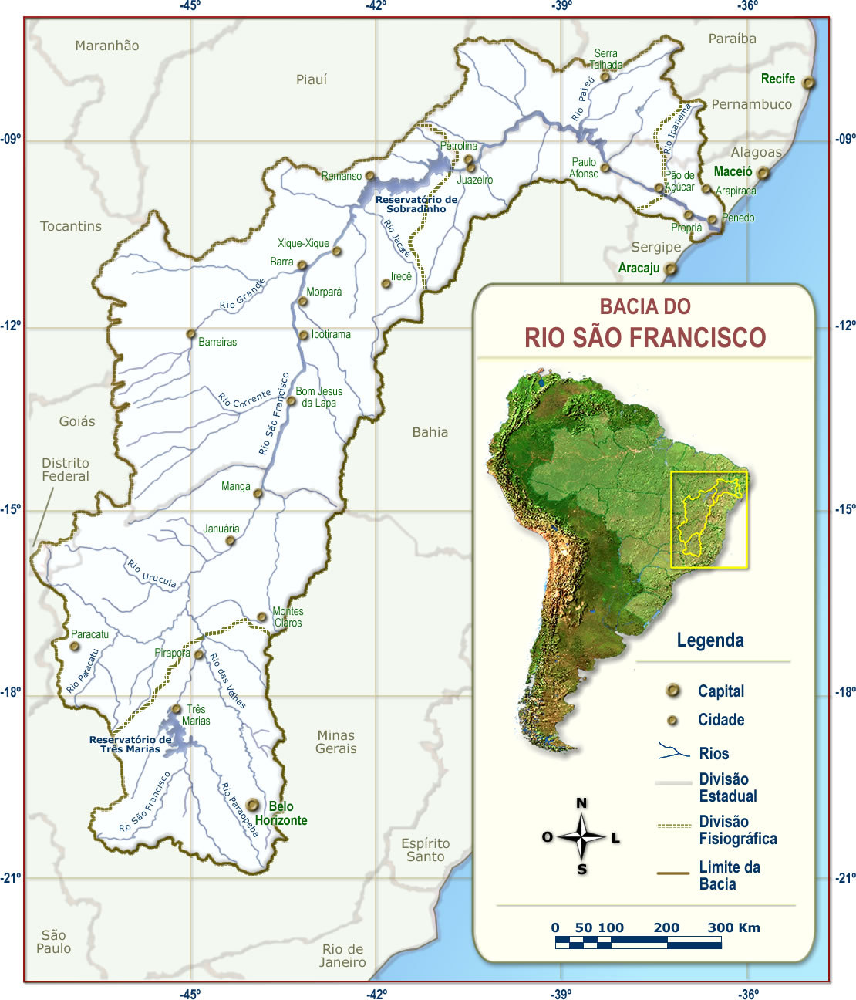 -45º
-42º
-39º
-36º
Maranhão
Piauí
Paraíba
Serra
Talhada
Recife
Rio Pajeú
Pernambuco
Rio Ipanema
-09º
-09º
Petrolina
Alagoas
Paulo
Afonso
Maceió
Remanso
Juazeiro
Pão de
Açúcar
Arapiraca
Reservatório de
Sobradinho
Tocantins
Penedo
Propriá
Rio Jacaré
Xique-Xique
Sergipe
Barra
Aracaju
Irecê
Rio Grande
Morpará
BACIA DO
RIO SÃO FRANCISCO
-12º
-12º
Barreiras
Ibotirama
Rio Corrente
Bom Jesus
da Lapa
Rio São Francisco
Goiás
Bahia
Distrito
Federal
Manga
-15º
-15º
Januária
Rio Urucuia
Montes
Claros
Paracatu
Pirapora
Rio Paracatu
Rio das Velhas
Legenda
-18º
-18º
Capital
Cidade
Rios
Divisão
Estadual
Divisão
Fisiográfica
Limite da
Bacia
Três
Marias
Reservatório de
Três Marias
Minas
Gerais
Rp São Francisco
Rio Paraopeba
Belo
Horizonte
N
O
L
S
Espírito
Santo
-21º
-21º
0 50 100 200 300 Km
São
Paulo
Rio de
Janeiro
-45º
-42º
-39º
-36º